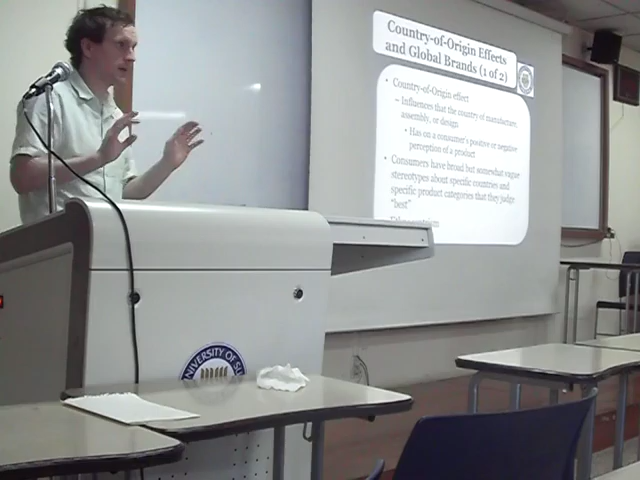 Country-of-Origin Effects
and Global Brands (1 of 2)
• Country-of-Origin effect
– Influences that the country of manufacture,
assembly, or design
• Has on a consumer's positive or negative
perception of a product
• Consumers have broad but somewhat vague
stereotypes about specific countries and
specific product categories that they judge
"best"
UNIVERSITY OF